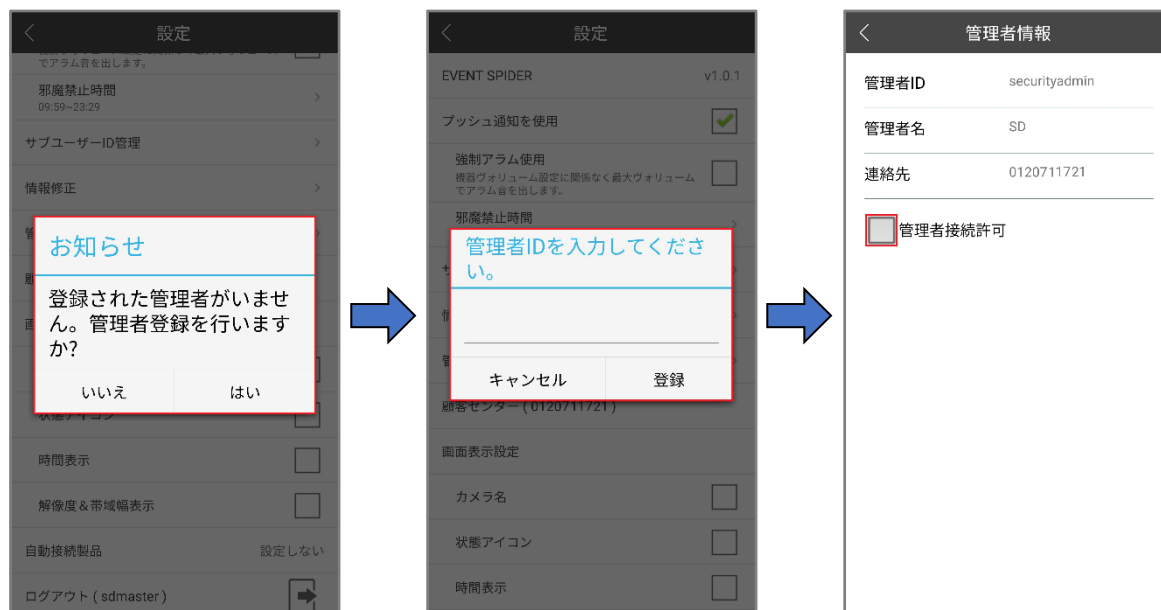 設定
でアラム音を出します。
邪魔禁止時間
09:59~23:29
サブユーザーID管理
情報修正
お知らせ
登録された管理者がいませ
ん。管理者登録を行います
か?
いいえ はい
状態アイコン
時間表示
解像度&帯域幅表示
自動接続製品 設定しない
ログアウト ( sdmaster )
設定
EVENT SPIDER v1.0.1
プッシュ通知を使用
強制アラム使用
機器ヴォリューム設定に関係なく最大ヴォリューム
でアラム音を出します。
邪魔禁止時間
管理者IDを入力してくださ
い。
キャンセル 登録
顧客センター ( 0120711721 )
画面表示設定
カメラ名
状態アイコン
時間表示
管理者情報
管理者ID securityadmin
管理者名 SD
連絡先 0120711721
管理者接続許可